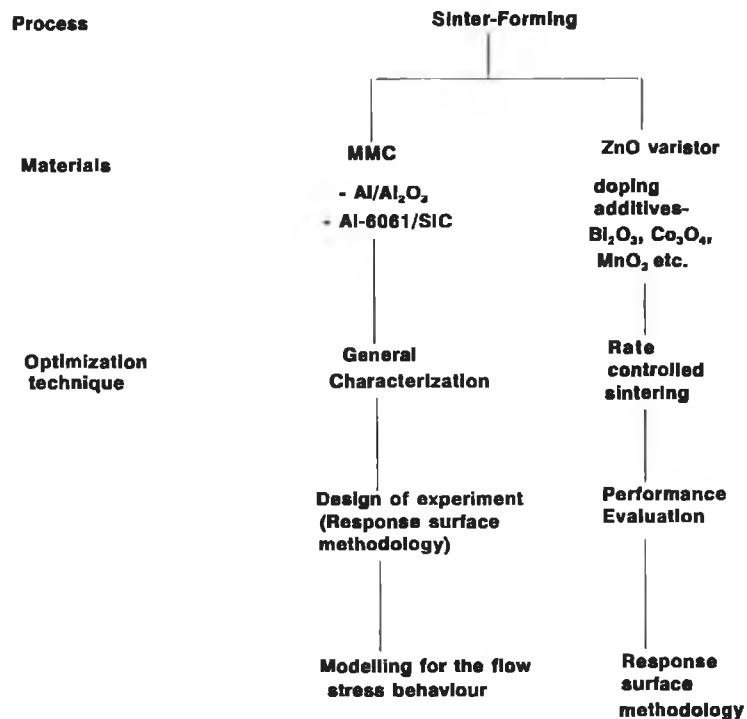 Process
Sinter-Forming
Materials
MMC
- Al/Al₂O₃
- Al-6061/SiC
ZnO varistor
doping
additives-
Bi₂O₃, Co₃O₄,
MnO₃ etc.
Optimization
technique
General
Characterization
Rate
controlled
sintering
Design of experiment
(Response surface
methodology)
Performance
Evaluation
Modelling for the flow
stress behaviour
Response
surface
methodology